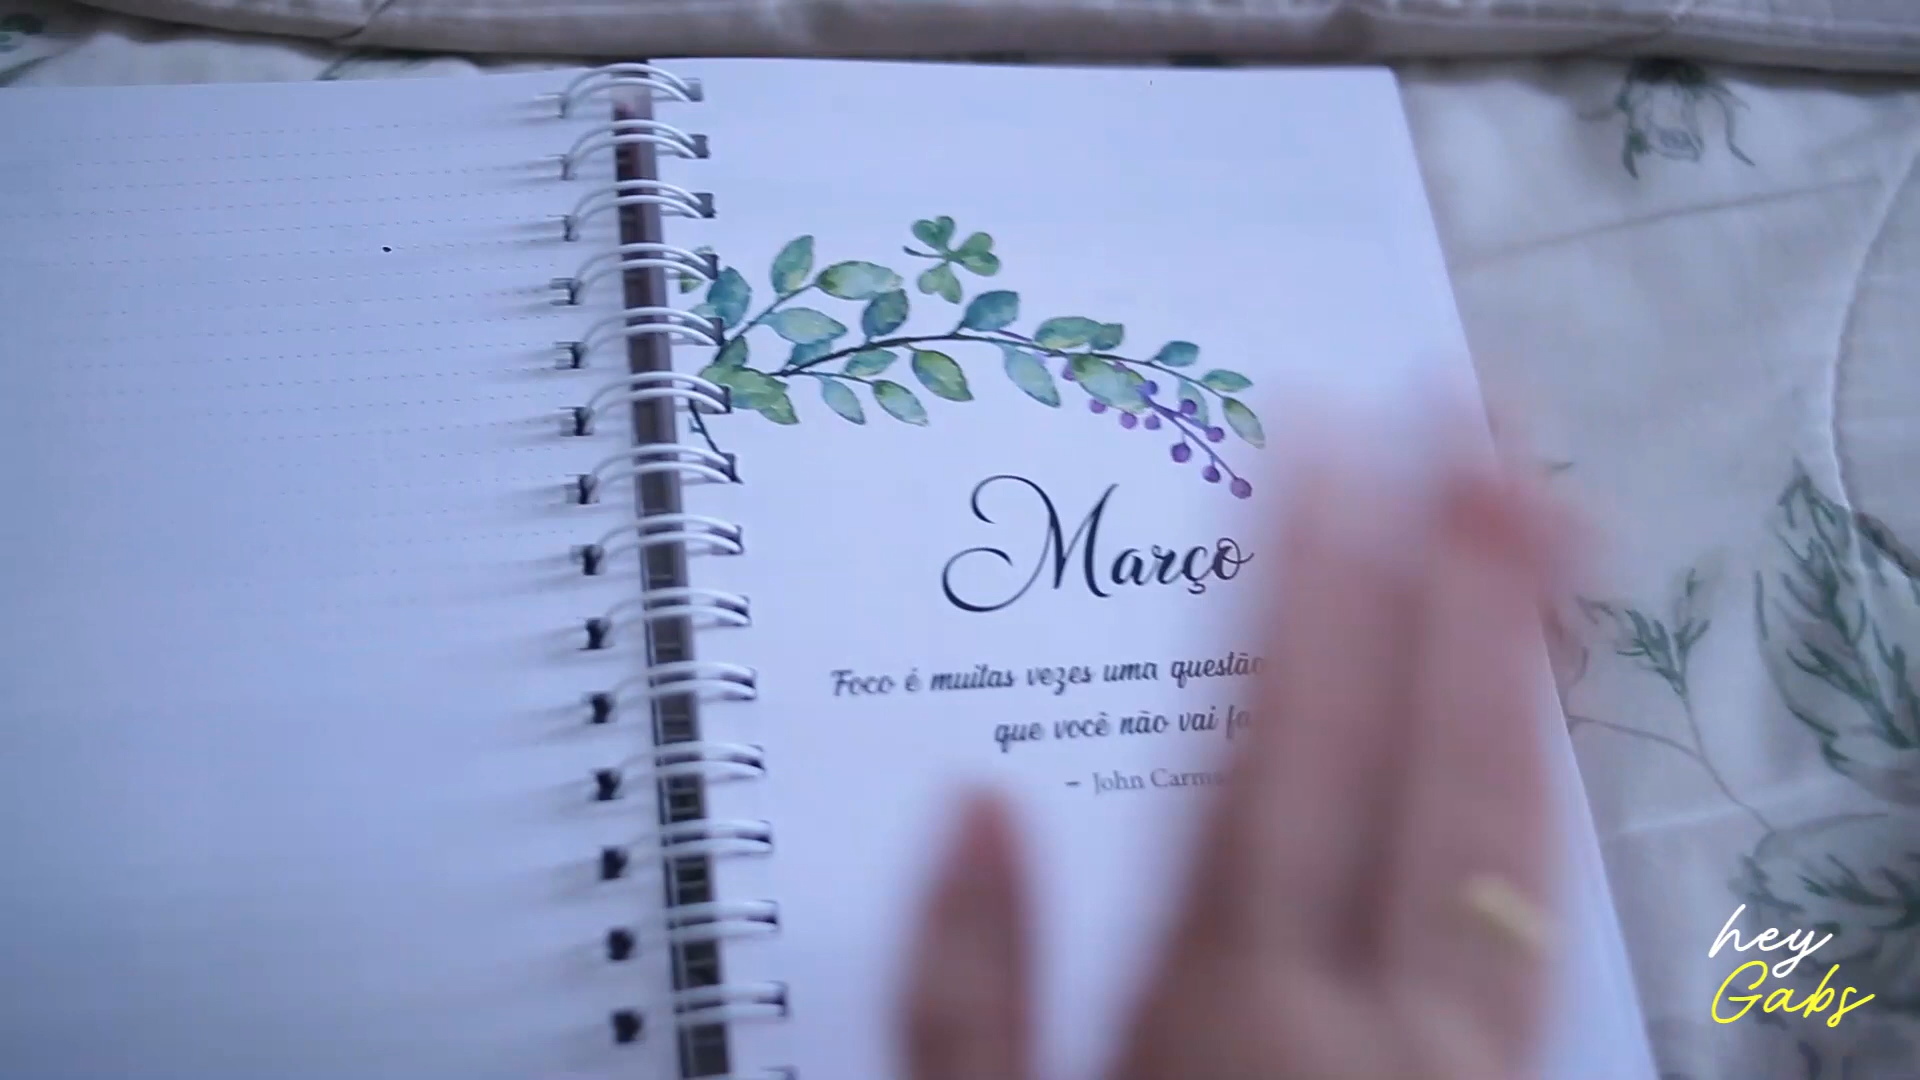 Março
Foco é muitas vezes uma questão
que você não vai
– John
hey
Gabs